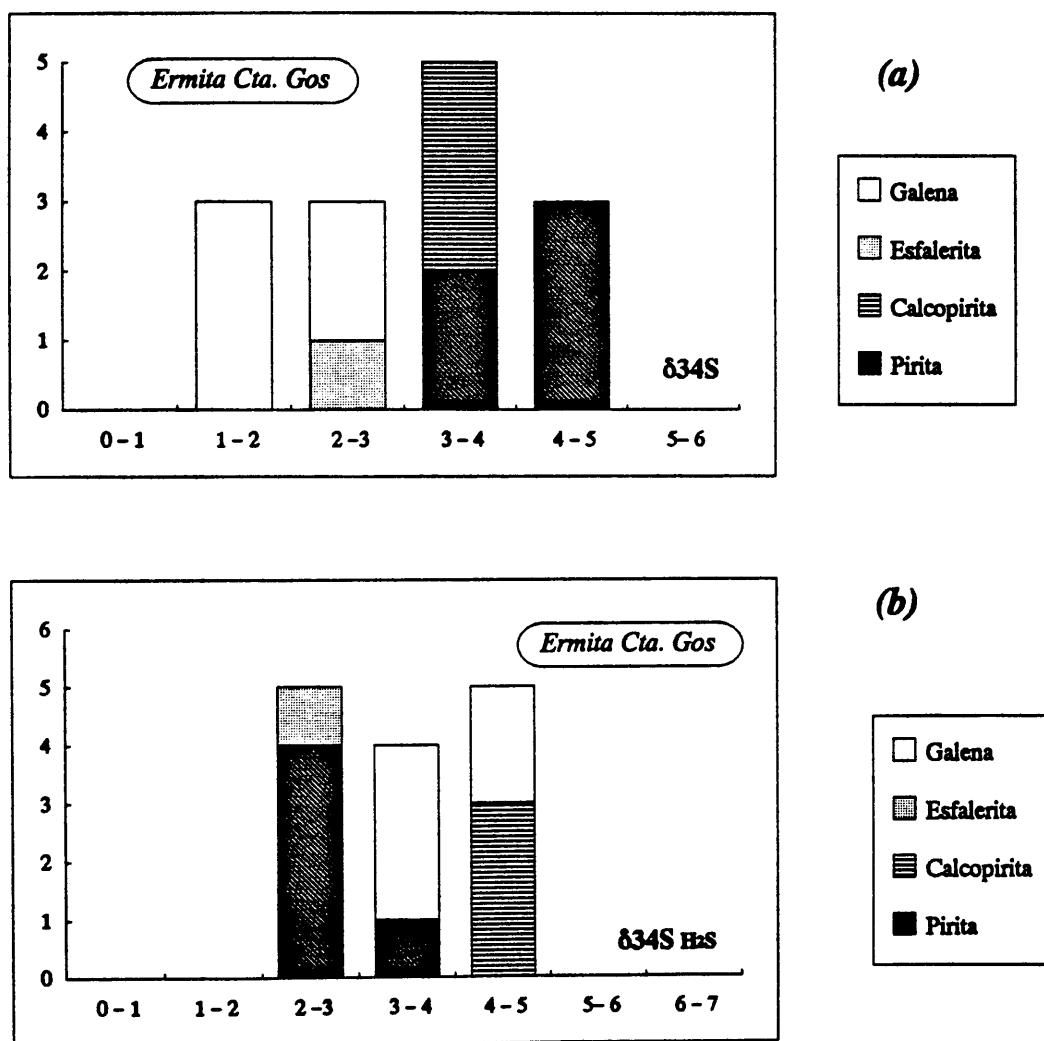 (a)
Ermita Cta. Gos
5
4
3
2
1
0
δ34S
0 - 1 1 - 2 2 - 3 3 - 4 4 - 5 5 - 6
Galena
Esfalerita
Calcopirita
Pirita
(b)
Ermita Cta. Gos
6
5
4
3
2
1
0
δ34S H2S
0 - 1 1 - 2 2 - 3 3 - 4 4 - 5 5 - 6 6 - 7
Galena
Esfalerita
Calcopirita
Pirita